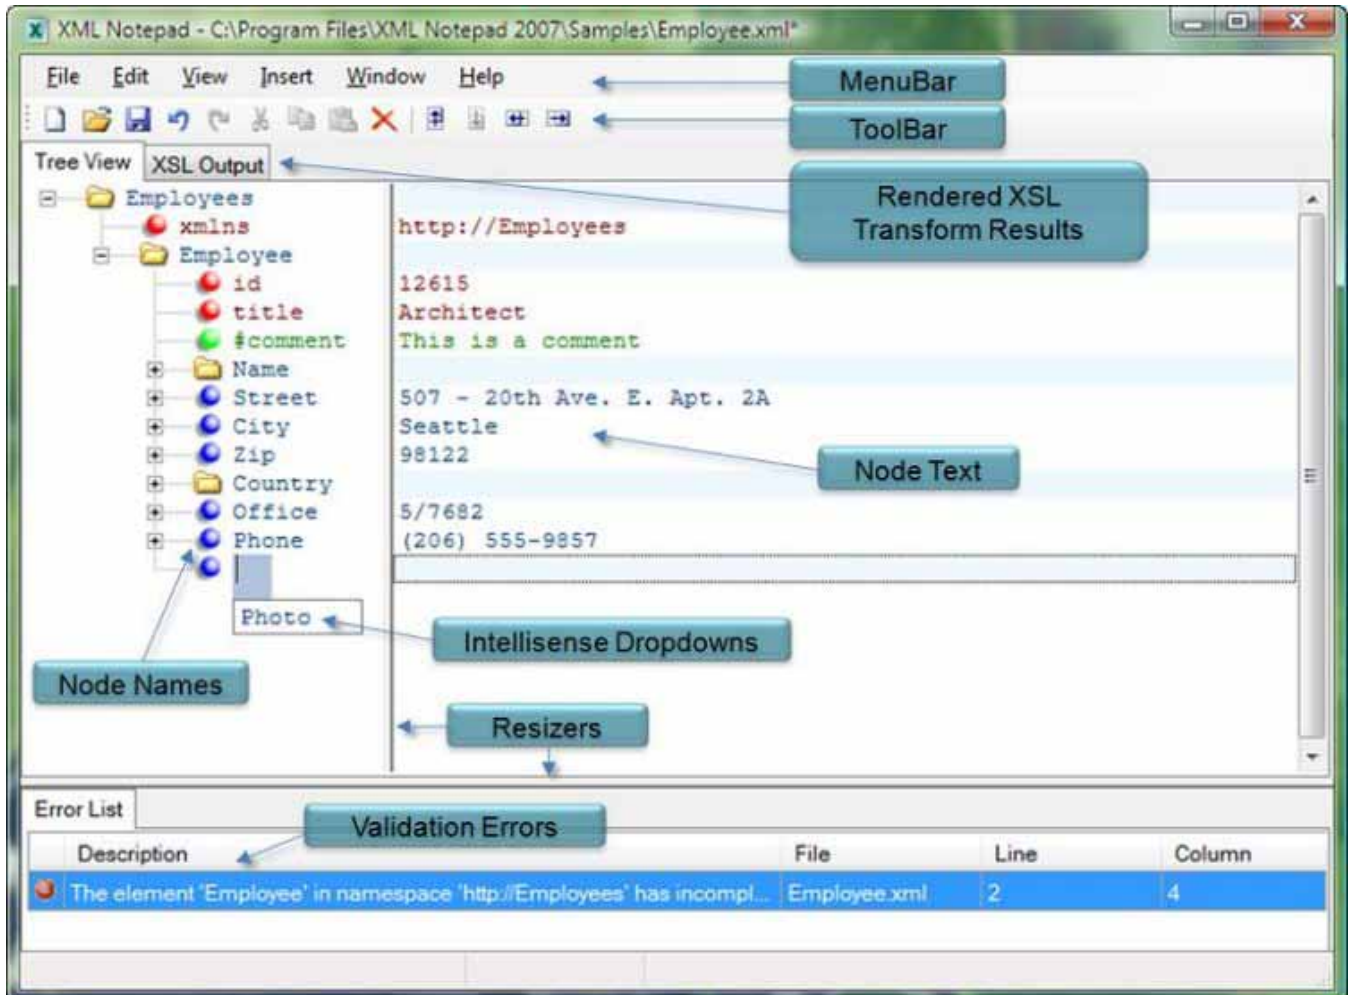 XML Notepad - C:\Program Files\XML Notepad 2007\Samples\Employee.xml*
File Edit View Insert Window Help
MenuBar
ToolBar
Tree View XSL Output
Rendered XSL
Transform Results
Employees
xmlns http://Employees
Employee
id 12615
title Architect
#comment This is a comment
Name
Street 507 - 20th Ave. E. Apt. 2A
City Seattle
Zip 98122
Node Text
Country
Office 5/7682
Phone (206) 555-9857
Photo
Intellisense Dropdowns
Node Names
Resizers
Error List
Validation Errors
Description File Line Column
The element 'Employee' in namespace 'http://Employees' has incompl... Employee.xml 2 4